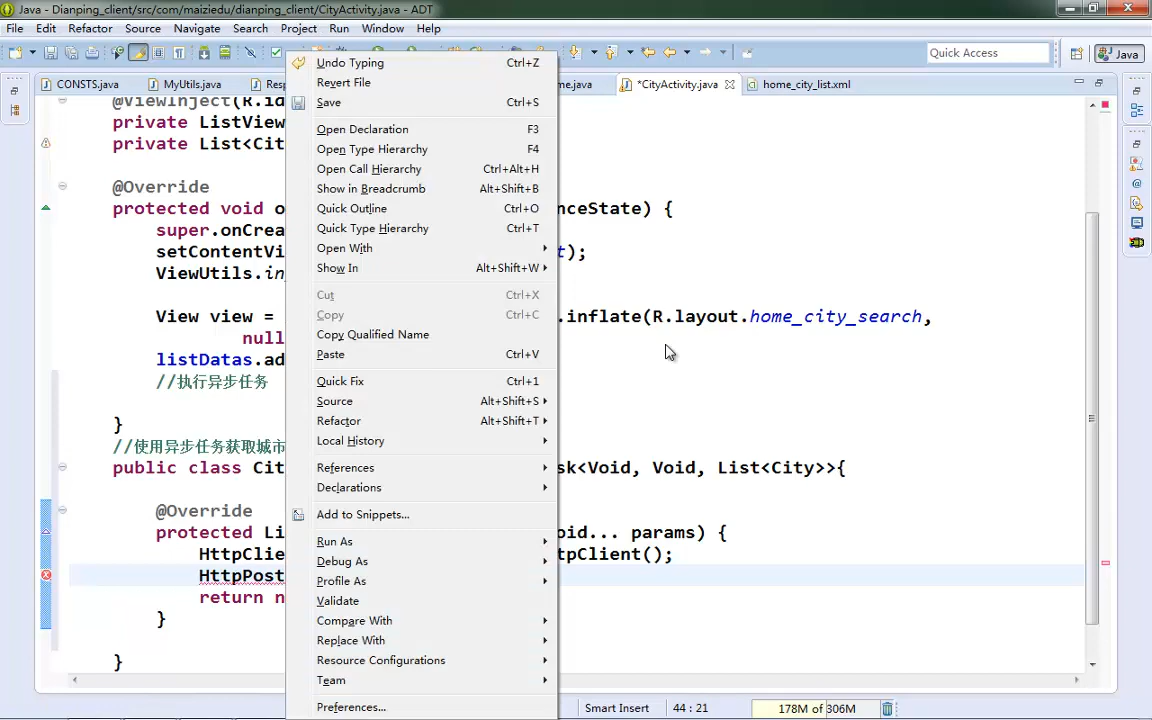 Java - Dianping_client/src/com/maiziedu/dianping_client/CityActivity.java - ADT
File Edit Refactor Source Navigate Search Project Run Window Help
Quick Access
Java
CONSTS.java MyUtils.java Resp me.java *CityActivity.java home_city_list.xml
@ViewInject(R.id
private ListView
private List<Cit
@Override
protected void o nceState) {
super.onCrea
setContentVi t);
ViewUtils.in
View view = .inflate(R.layout.home_city_search,
null
listDatas.ad
//执行异步任务
}
//使用异步任务获取城市
public class Cit sk<Void, Void, List<City>>{
@Override
protected Li oid... params) {
HttpClie tpClient();
HttpPost
return n
}
}
Undo Typing Ctrl+Z
Revert File
Save Ctrl+S
Open Declaration F3
Open Type Hierarchy F4
Open Call Hierarchy Ctrl+Alt+H
Show in Breadcrumb Alt+Shift+B
Quick Outline Ctrl+O
Quick Type Hierarchy Ctrl+T
Open With
Show In Alt+Shift+W
Cut Ctrl+X
Copy Ctrl+C
Copy Qualified Name
Paste Ctrl+V
Quick Fix Ctrl+1
Source Alt+Shift+S
Refactor Alt+Shift+T
Local History
References
Declarations
Add to Snippets...
Run As
Debug As
Profile As
Validate
Compare With
Replace With
Resource Configurations
Team
Preferences...
Smart Insert 44 : 21 178M of 306M